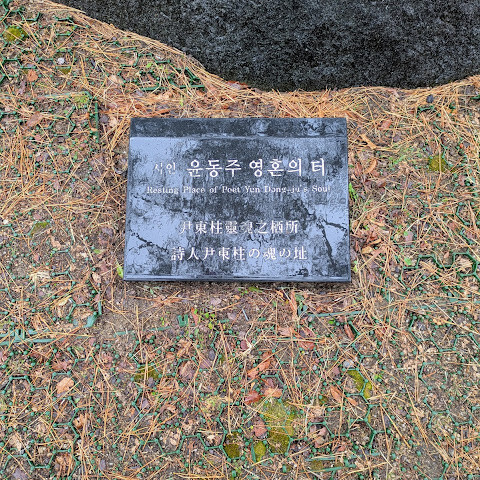 시인 윤동주 영혼의 터
Resting Place of Poet Yun Dong-ju's Soul
尹東柱靈魂之栖所
詩人尹東柱の魂の址